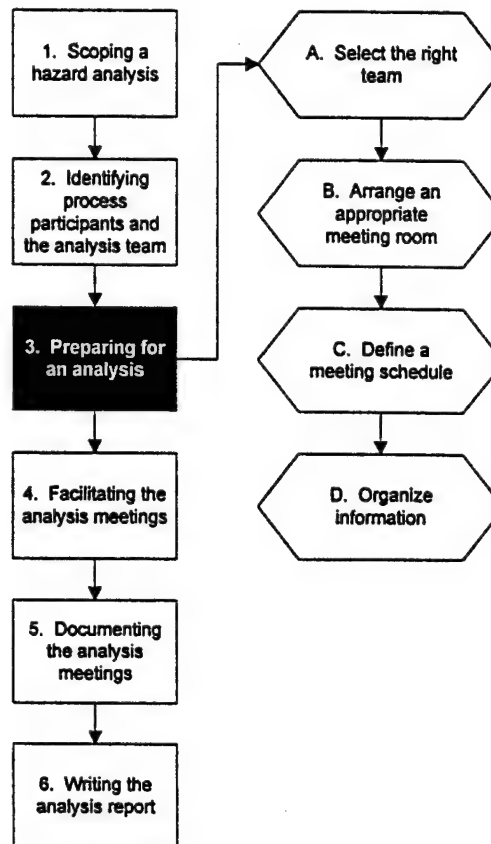 1. Scoping a
hazard analysis
2. Identifying
process
participants and
the analysis team
3. Preparing for
an analysis
4. Facilitating the
analysis meetings
5. Documenting
the analysis
meetings
6. Writing the
analysis report
A. Select the right
team
B. Arrange an
appropriate
meeting room
C. Define a
meeting schedule
D. Organize
information